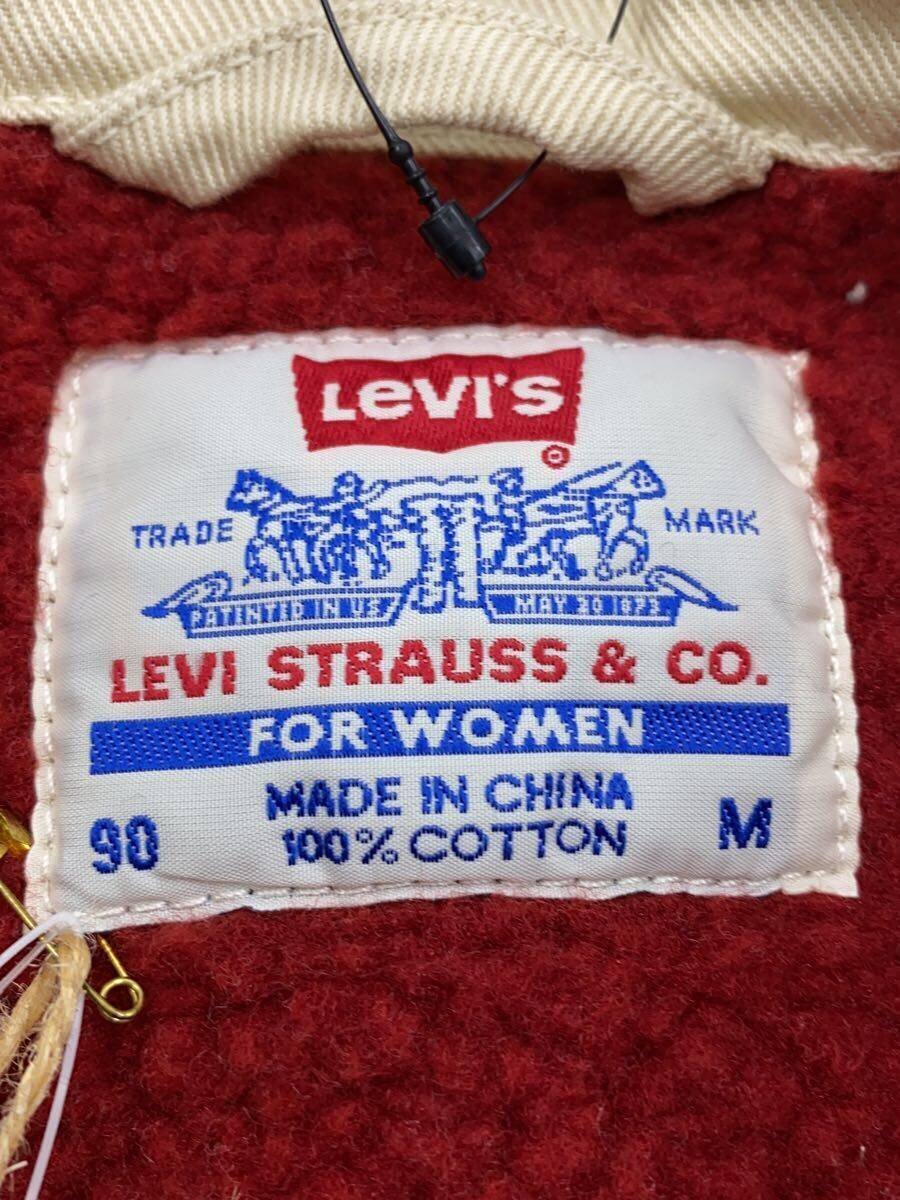 LEVI'S
®
TRADE MARK
PATENTED IN U.S. MAY 20 1873
LEVI STRAUSS & CO.
FOR WOMEN
MADE IN CHINA
90 100% COTTON M